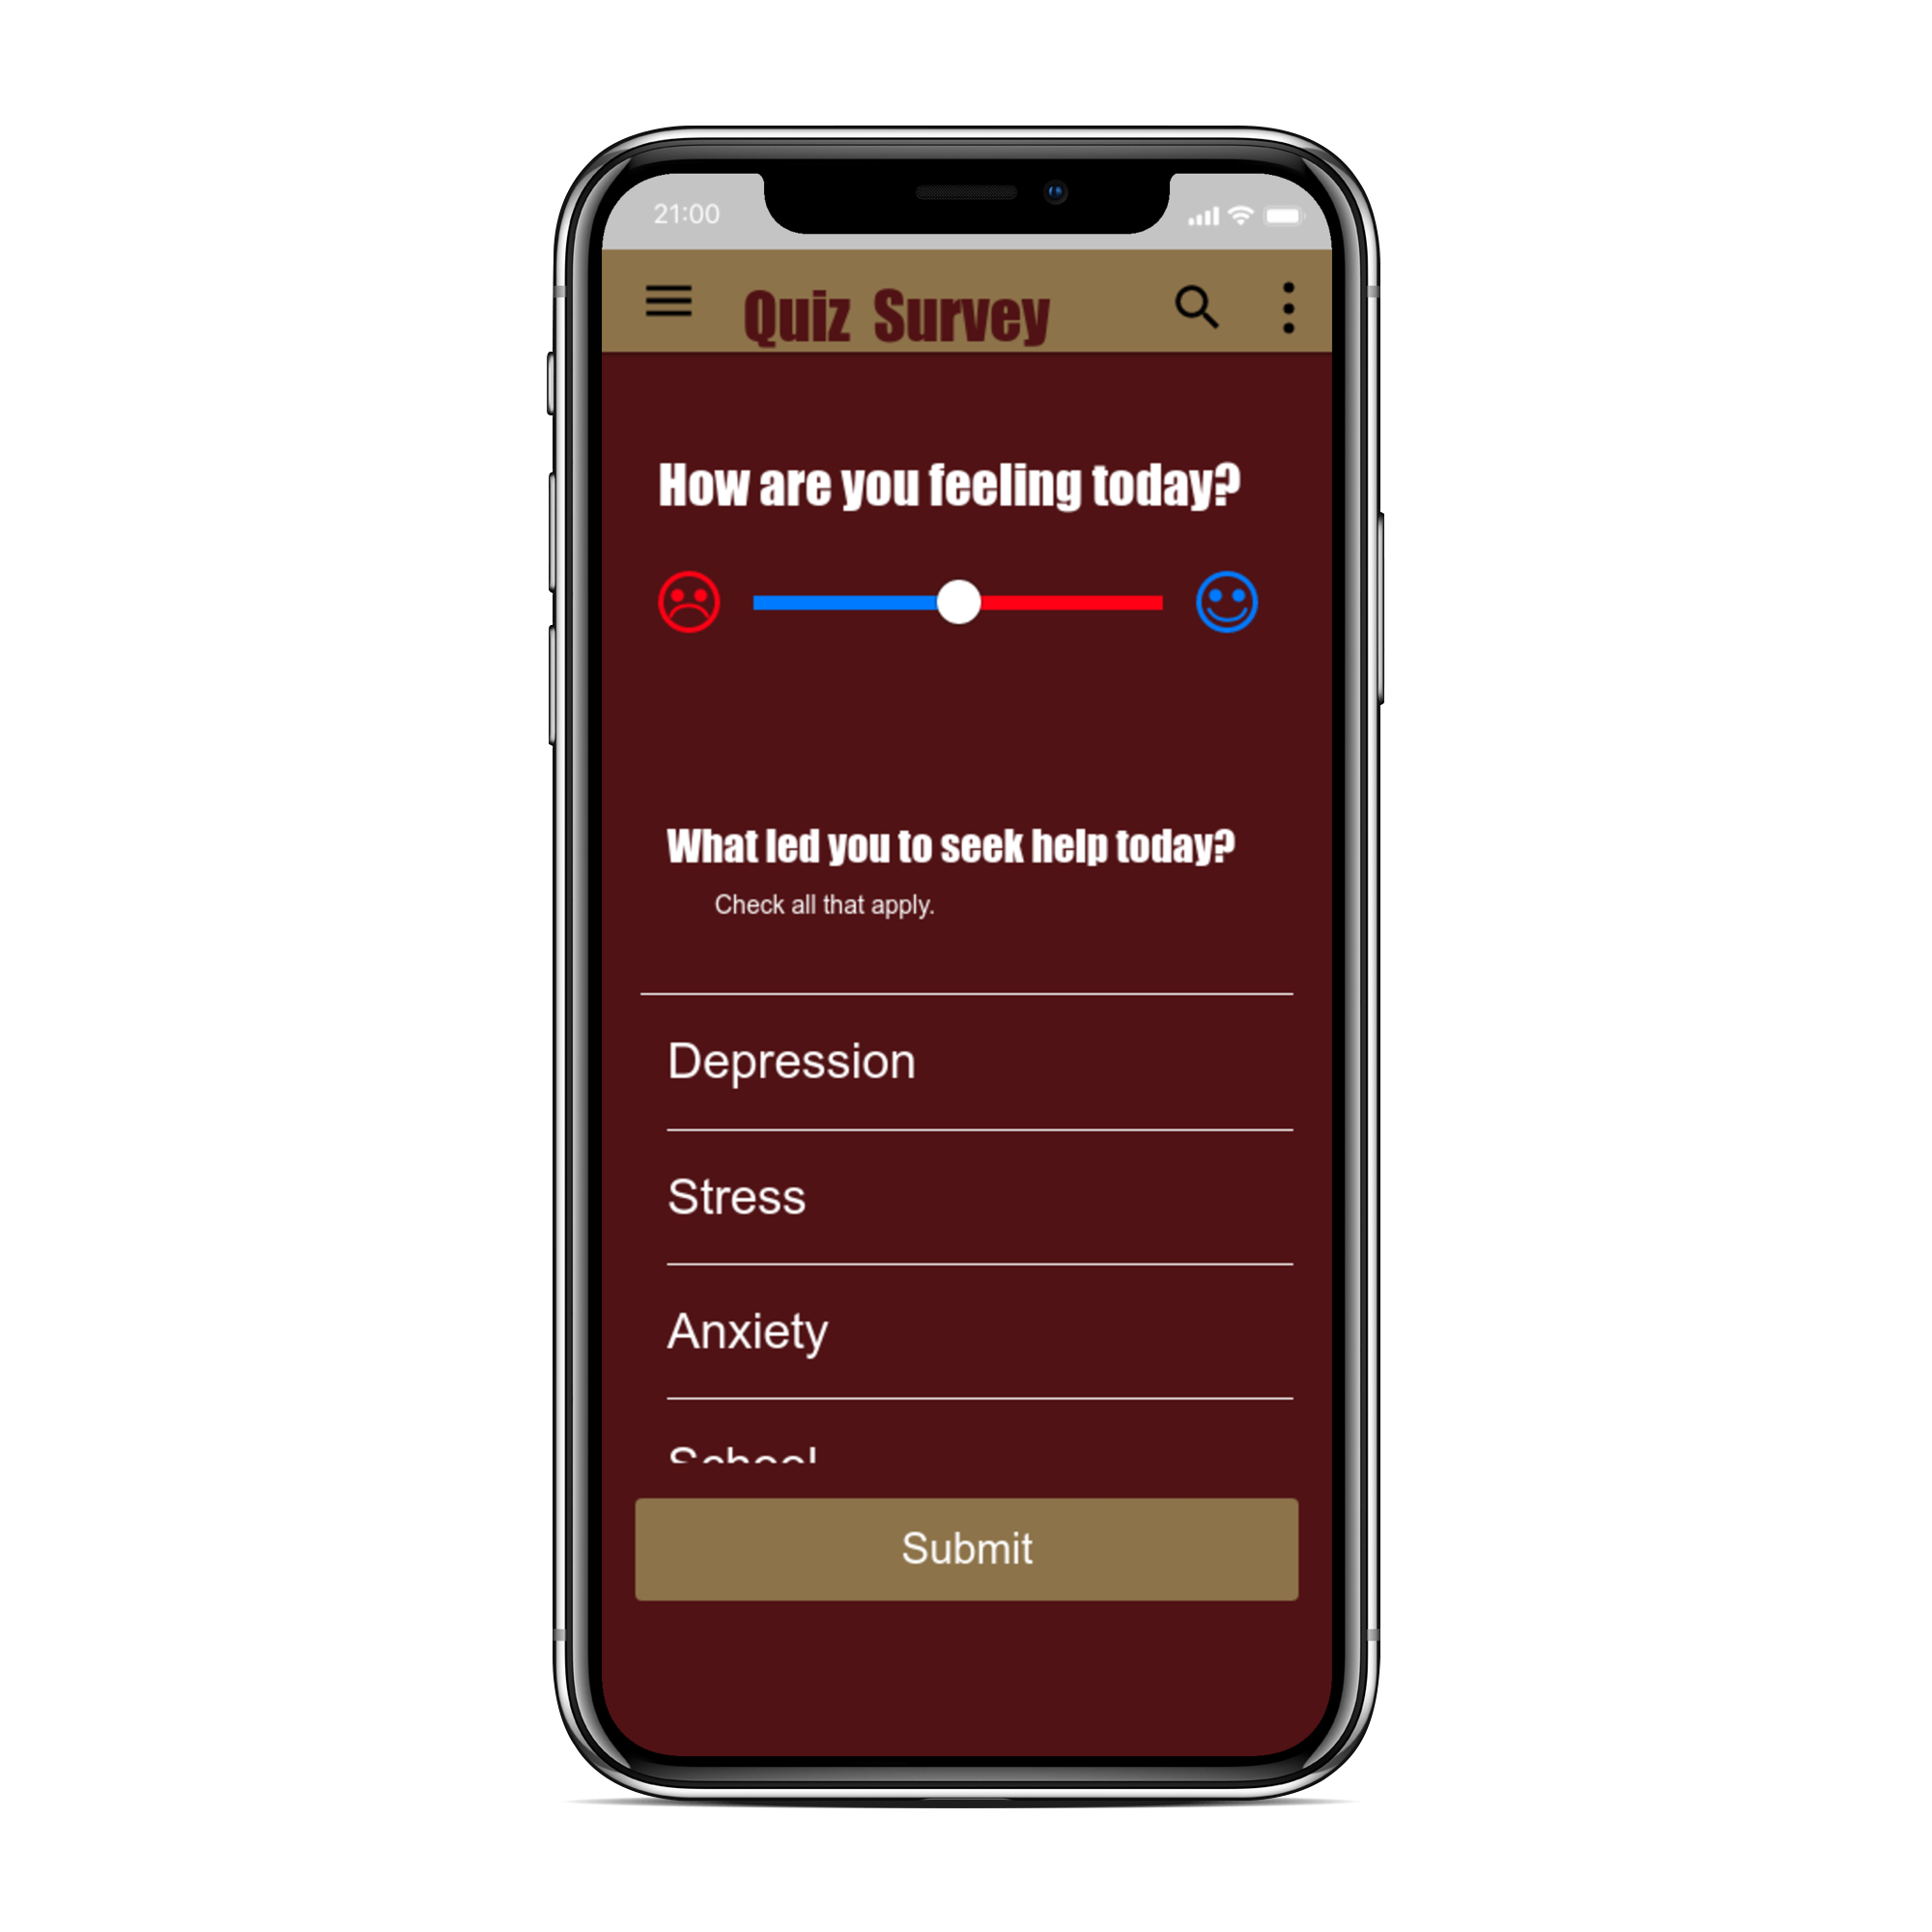 21:00
Quiz Survey
How are you feeling today?
What led you to seek help today?
Check all that apply.
Depression
Stress
Anxiety
School
Submit